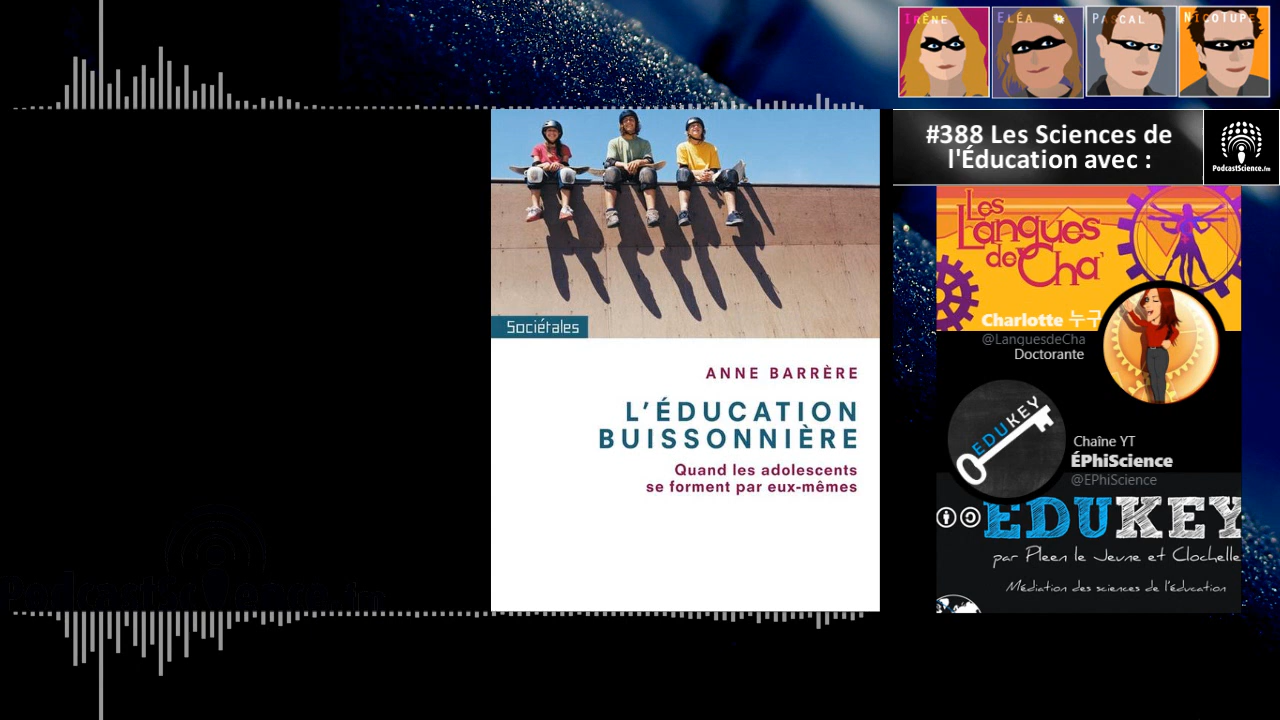 IRÈNE
ELÉA
PASCAL
NICOTUPE
#388 Les Sciences de
l'Éducation avec :
PodcastScience.fm
Les
Langues
de Cha'
Charlotte 누구
@LanguesdeCha
Doctorante
EDUKEY
Chaîne YT
ÉPhiScience
@EPhiScience
EDUKEY
par Pleen le Jeune et Clochelle
Médiation des sciences de l'éducation
Sociétales
ANNE BARRÈRE
L'ÉDUCATION
BUISSONNIÈRE
Quand les adolescents
se forment par eux-mêmes